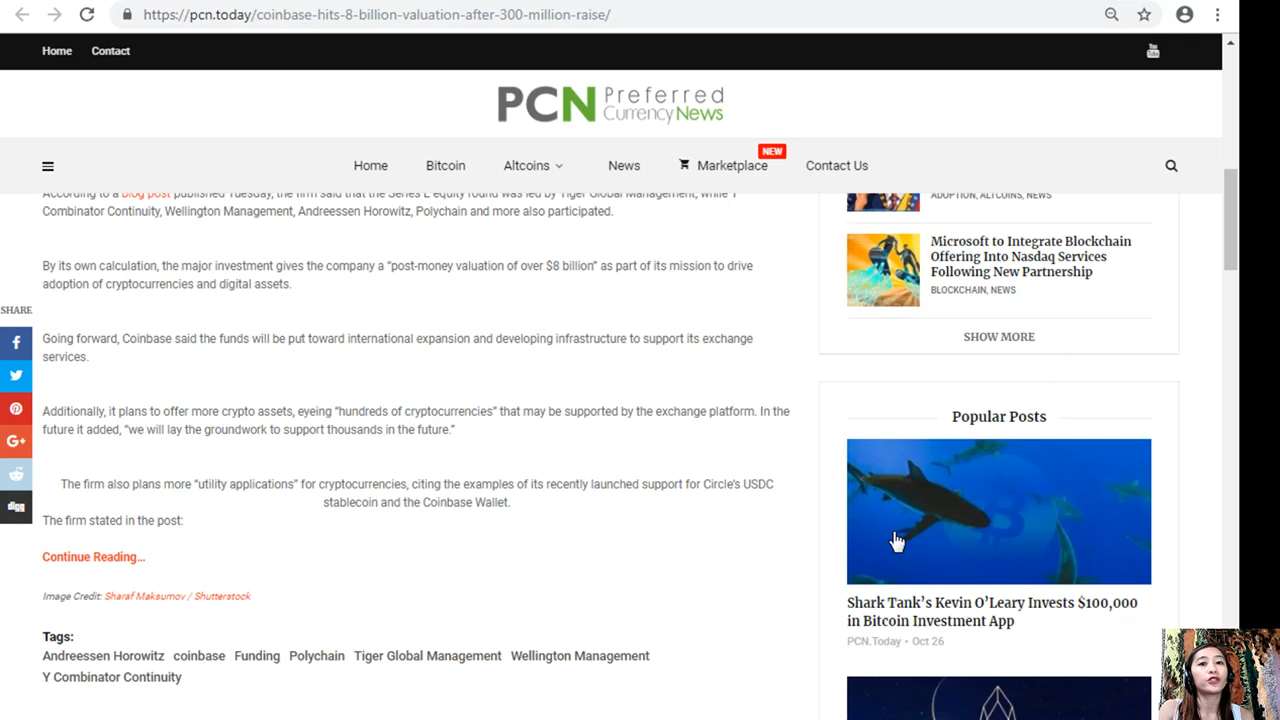 https://pcn.today/coinbase-hits-8-billion-valuation-after-300-million-raise/
Home Contact
You Tube
PCN Preferred
Currency News
NEW
Home Bitcoin Altcoins News Marketplace Contact Us
According to a blog post published Tuesday, the firm said that the Series E equity round was led by Tiger Global Management, while Y
Combinator Continuity, Wellington Management, Andreessen Horowitz, Polychain and more also participated.
By its own calculation, the major investment gives the company a “post-money valuation of over $8 billion” as part of its mission to drive
adoption of cryptocurrencies and digital assets.
Going forward, Coinbase said the funds will be put toward international expansion and developing infrastructure to support its exchange
services.
Additionally, it plans to offer more crypto assets, eyeing “hundreds of cryptocurrencies” that may be supported by the exchange platform. In the
future it added, “we will lay the groundwork to support thousands in the future.”
The firm also plans more “utility applications” for cryptocurrencies, citing the examples of its recently launched support for Circle's USDC
stablecoin and the Coinbase Wallet.
The firm stated in the post:
Continue Reading...
Image Credit: Sharaf Maksumov / Shutterstock
Tags:
Andreessen Horowitz coinbase Funding Polychain Tiger Global Management Wellington Management
Y Combinator Continuity
SHARE
G+
digg
ADOPTION, ALTCOINS, NEWS
Microsoft to Integrate Blockchain
Offering Into Nasdaq Services
Following New Partnership
BLOCKCHAIN, NEWS
SHOW MORE
Popular Posts
Shark Tank’s Kevin O’Leary Invests $100,000
in Bitcoin Investment App
PCN.Today • Oct 26